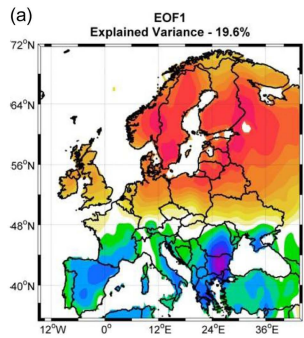 (a)
EOF1
Explained Variance - 19.6%
72°N
64°N
56°N
48°N
40°N
12°W 0° 12°E 24°E 36°E